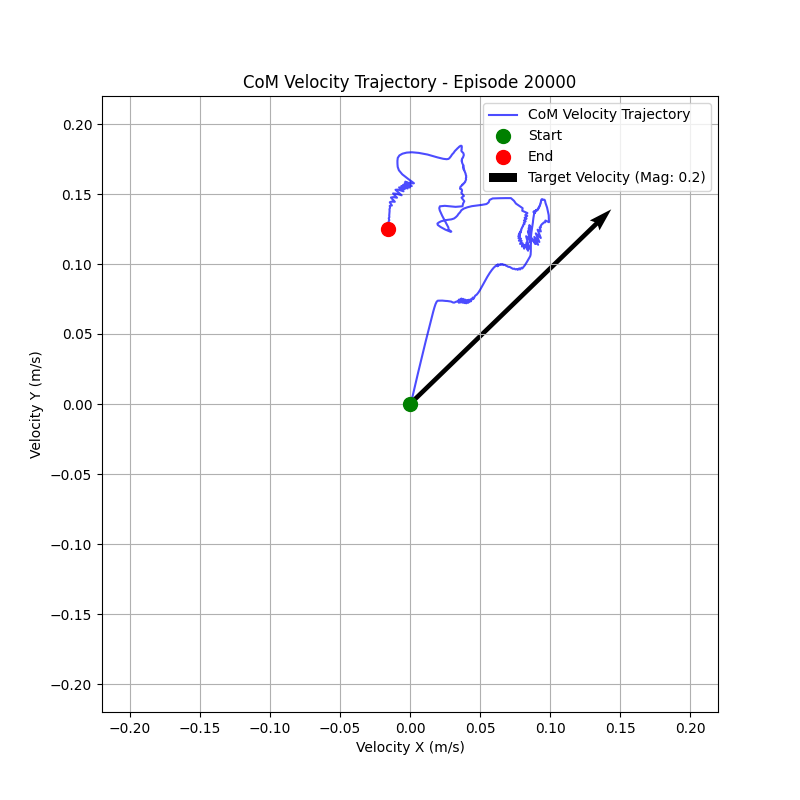 CoM Velocity Trajectory - Episode 20000
CoM Velocity Trajectory
Start
End
Target Velocity (Mag: 0.2)
0.20
0.15
0.10
0.05
0.00
−0.05
−0.10
−0.15
−0.20
Velocity Y (m/s)
−0.20 −0.15 −0.10 −0.05 0.00 0.05 0.10 0.15 0.20
Velocity X (m/s)